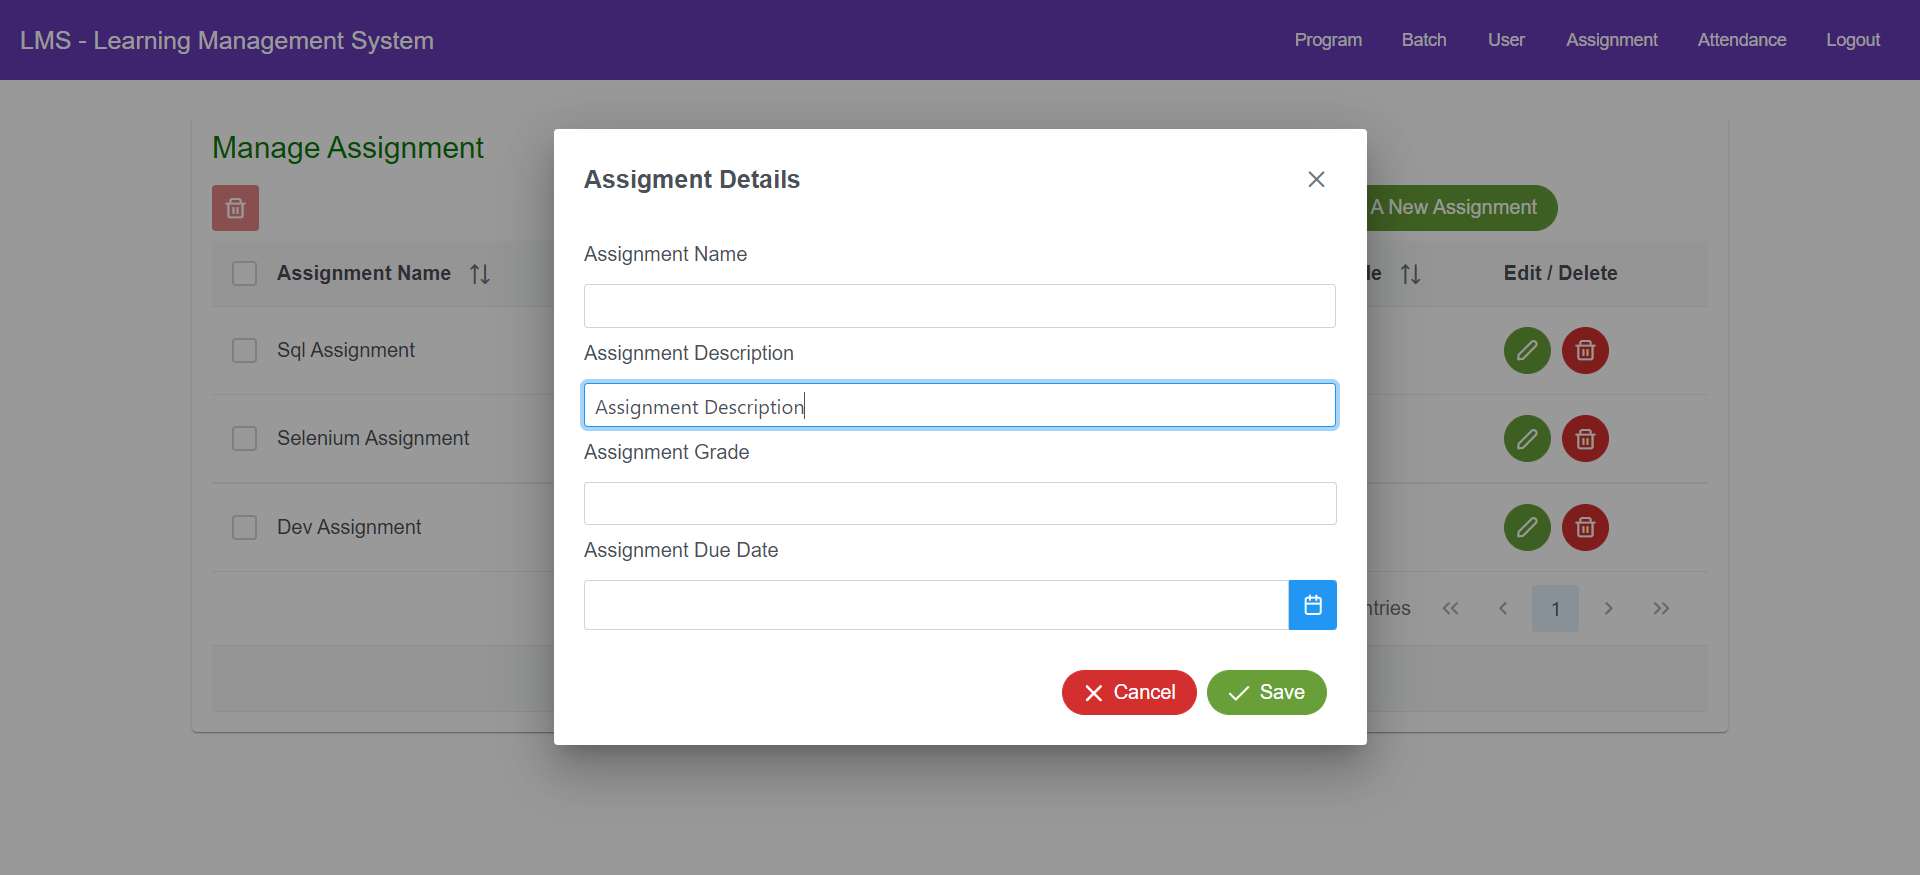 LMS - Learning Management System
Program Batch User Assignment Attendance Logout
Manage Assignment
A New Assignment
Assignment Name
Edit / Delete
Sql Assignment
Selenium Assignment
Dev Assignment
1
Assigment Details
Assignment Name
Assignment Description
Assignment Description
Assignment Grade
Assignment Due Date
Cancel Save